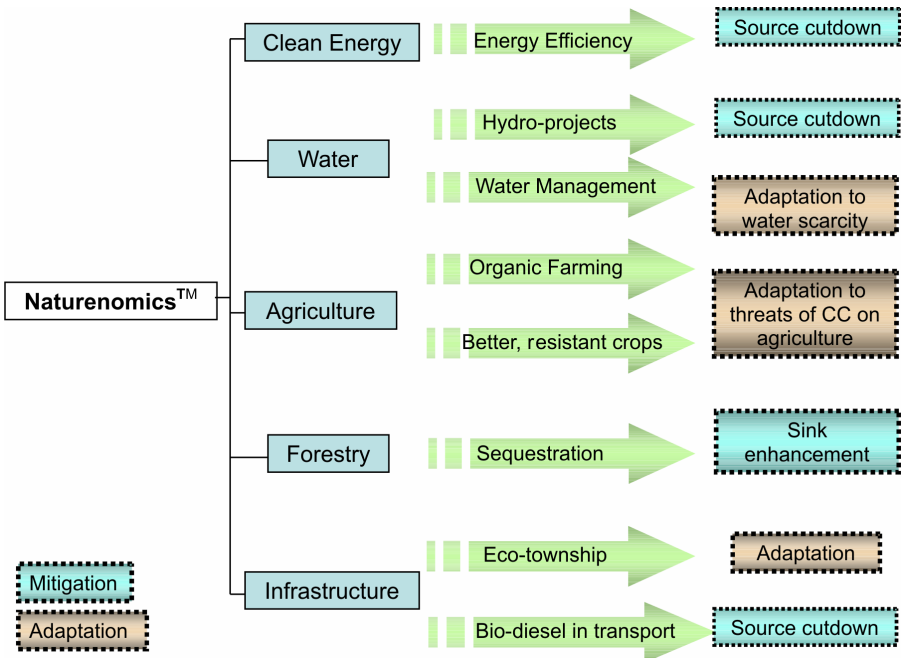 Clean Energy
Energy Efficiency
Source cutdown
Water
Hydro-projects
Source cutdown
Water Management
Adaptation to
water scarcity
Naturenomics™
Agriculture
Organic Farming
Better, resistant crops
Adaptation to
threats of CC on
agriculture
Forestry
Sequestration
Sink
enhancement
Infrastructure
Eco-township
Adaptation
Bio-diesel in transport
Source cutdown
Mitigation
Adaptation